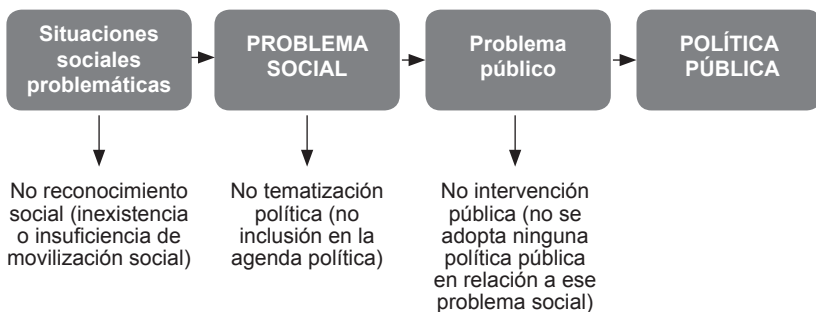 Situaciones
sociales
problemáticas
PROBLEMA
SOCIAL
Problema
público
POLÍTICA
PÚBLICA
No reconocimiento
social (inexistencia
o insuficiencia de
movilización social)
No tematización
política (no
inclusión en la
agenda política)
No intervención
pública (no se
adopta ninguna
política pública
en relación a ese
problema social)